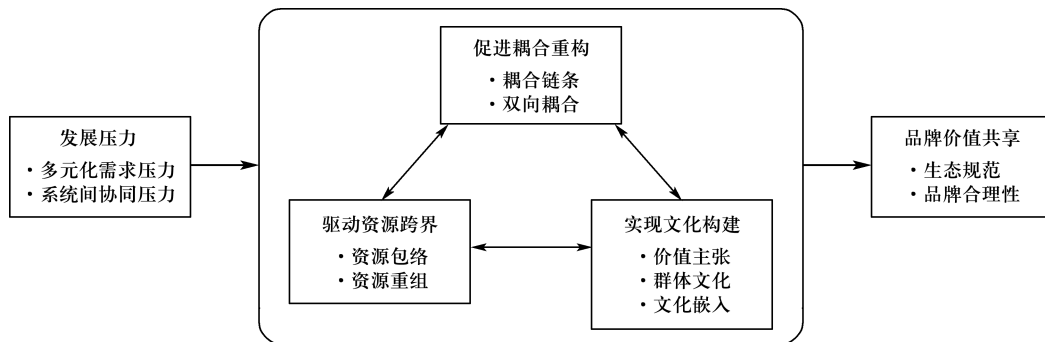 促进耦合重构
• 耦合链条
• 双向耦合
发展压力
• 多元化需求压力
• 系统间协同压力
品牌价值共享
• 生态规范
• 品牌合理性
驱动资源跨界
• 资源包络
• 资源重组
实现文化构建
• 价值主张
• 群体文化
• 文化嵌入